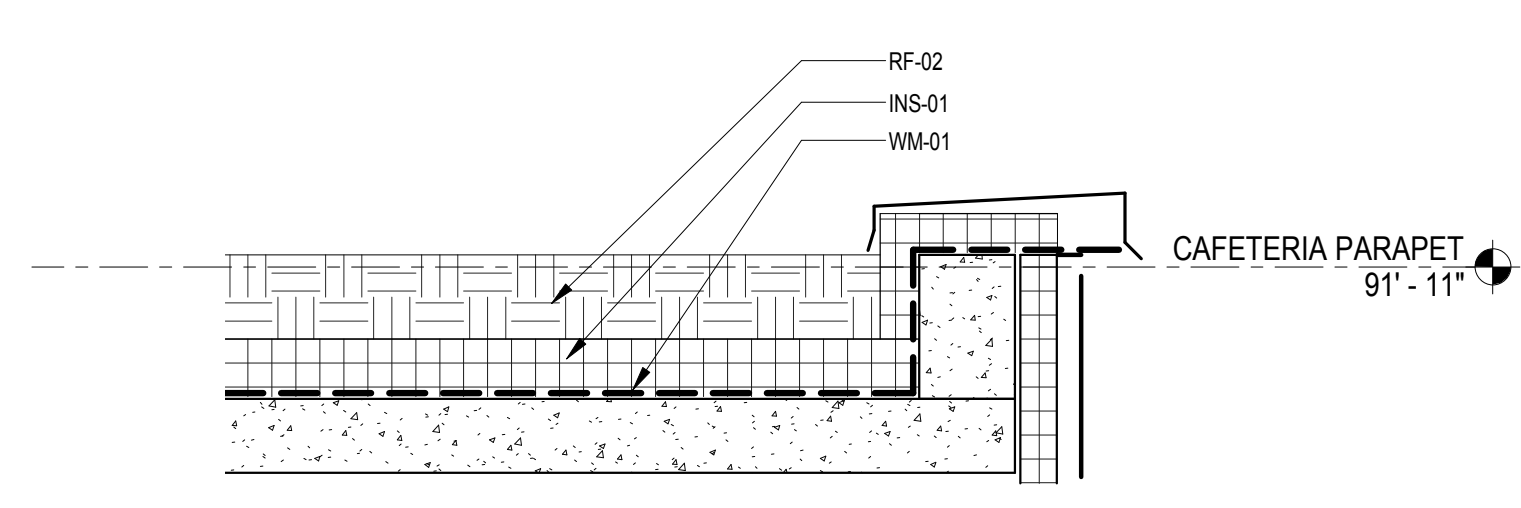 RF-02
INS-01
WM-01
CAFETERIA PARAPET
91' - 11"